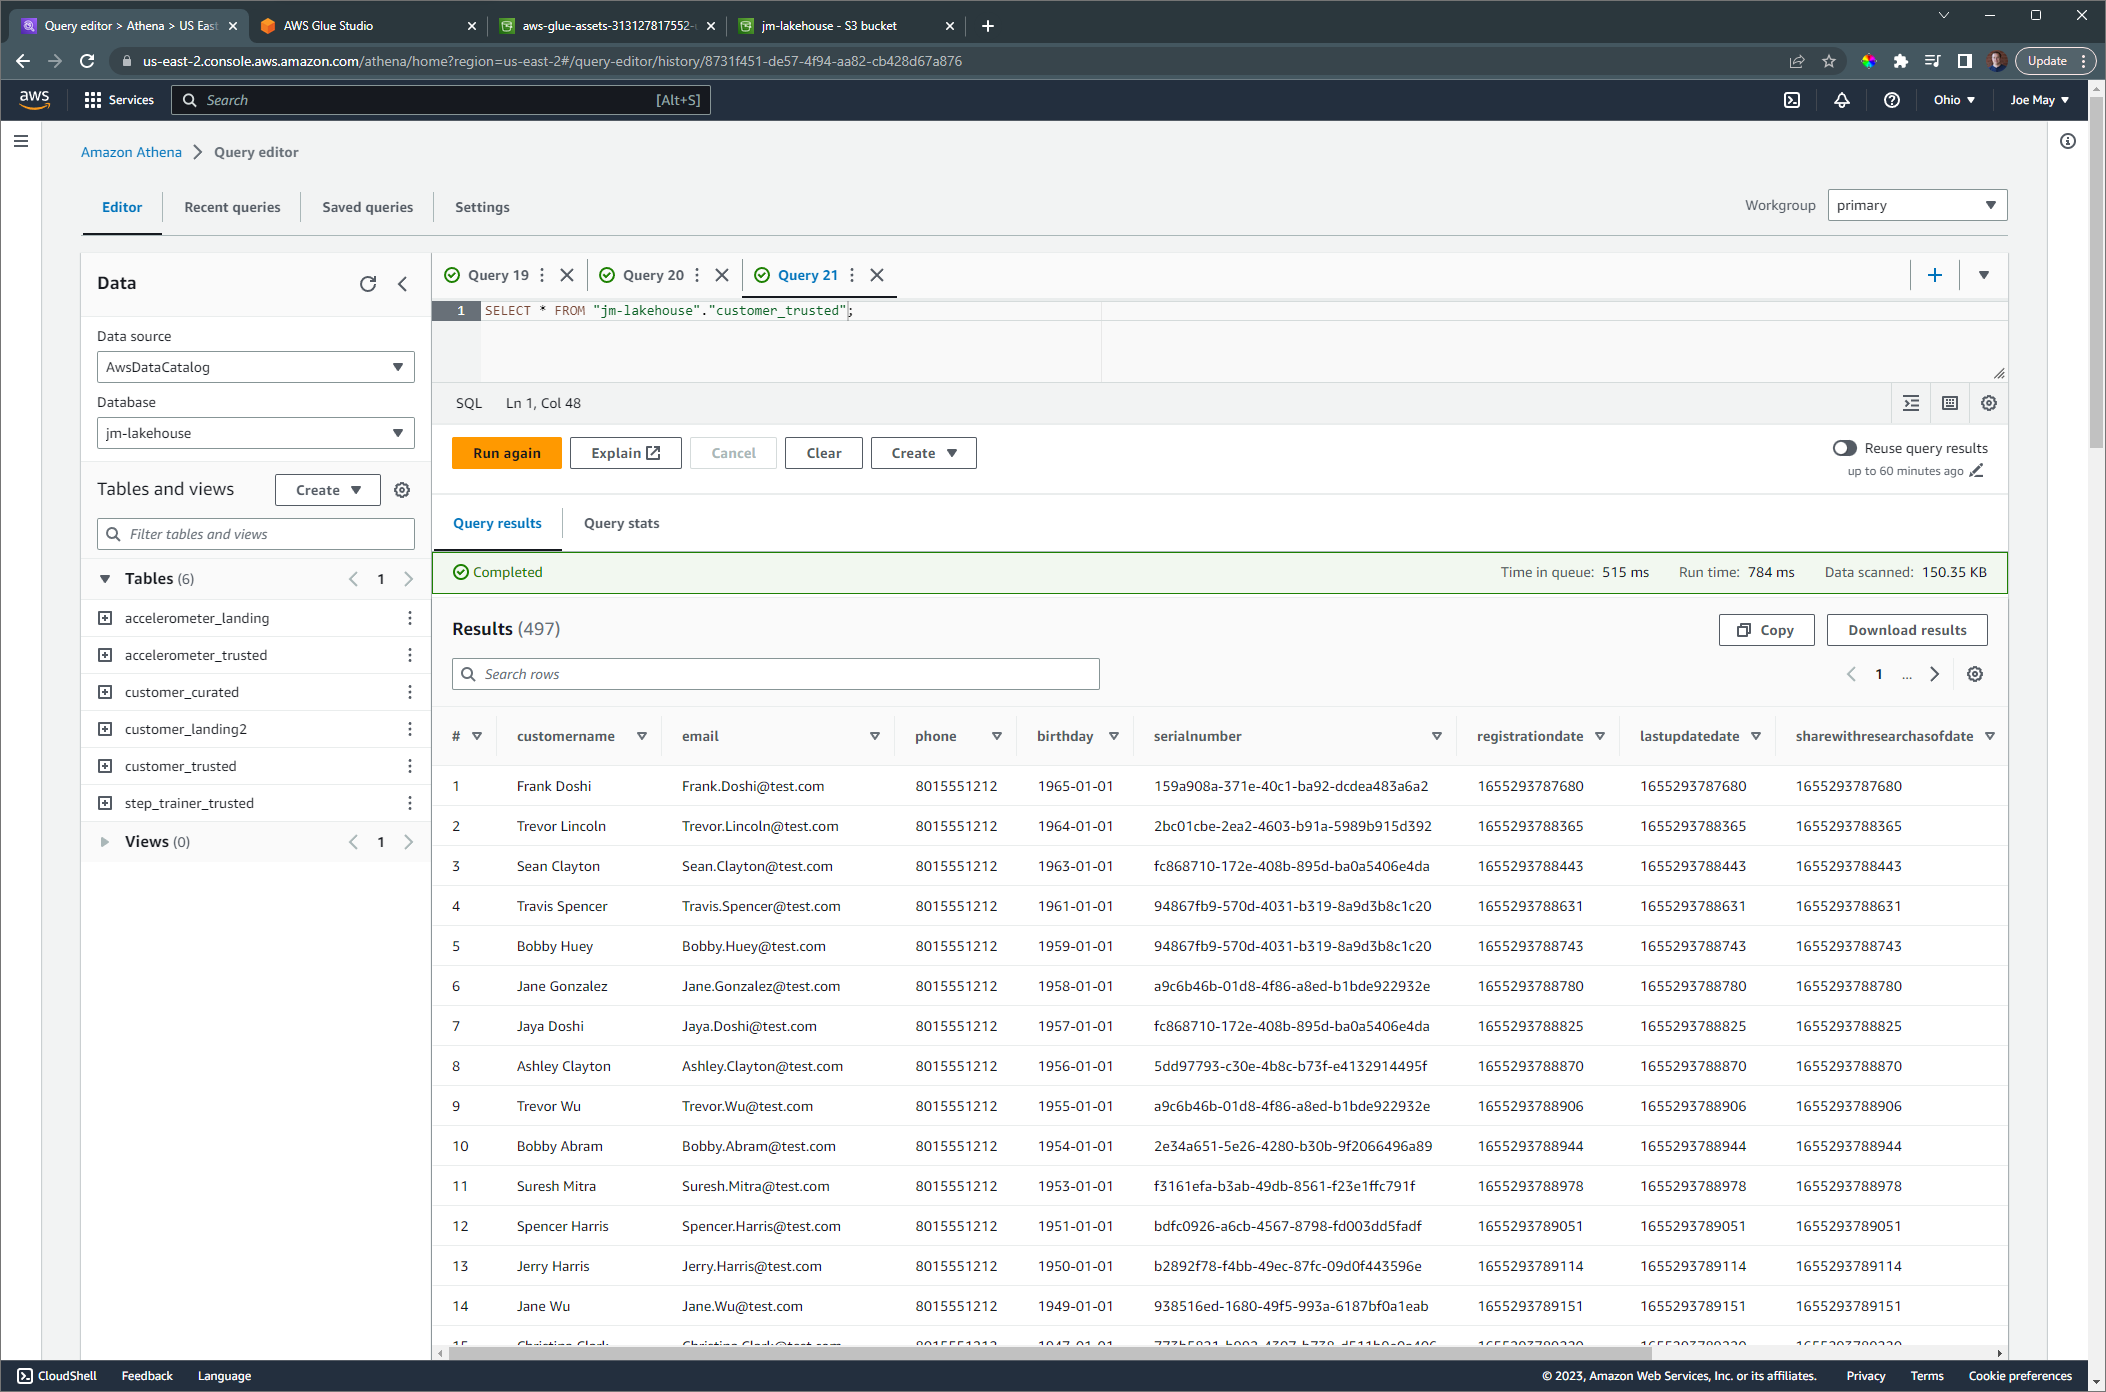 Query editor > Athena > US East
AWS Glue Studio
aws-glue-assets-313127817552-
jm-lakehouse - S3 bucket
us-east-2.console.aws.amazon.com/athena/home?region=us-east-2#/query-editor/history/8731f451-de57-4f94-aa82-cb428d67a876
Update
aws
Services
Search
[Alt+S]
Ohio
Joe May
Amazon Athena > Query editor
Editor
Recent queries
Saved queries
Settings
Workgroup
primary
Data
Data source
AwsDataCatalog
Database
jm-lakehouse
Tables and views
Create
Filter tables and views
Tables (6)
1
accelerometer_landing
accelerometer_trusted
customer_curated
customer_landing2
customer_trusted
step_trainer_trusted
Views (0)
1
Query 19
Query 20
Query 21
1 SELECT * FROM "jm-lakehouse"."customer_trusted";
SQL Ln 1, Col 48
Run again
Explain
Cancel
Clear
Create
Reuse query results
up to 60 minutes ago
Query results
Query stats
Completed
Time in queue: 515 ms Run time: 784 ms Data scanned: 150.35 KB
Results (497)
Copy
Download results
Search rows
1 ...
# customername email phone birthday serialnumber registrationdate lastupdatedate sharewithresearchasofdate
1 Frank Doshi Frank.Doshi@test.com 8015551212 1965-01-01 159a908a-371e-40c1-ba92-dcdea483a6a2 1655293787680 1655293787680 1655293787680
2 Trevor Lincoln Trevor.Lincoln@test.com 8015551212 1964-01-01 2bc01cbe-2ea2-4603-b91a-5989b915d392 1655293788365 1655293788365 1655293788365
3 Sean Clayton Sean.Clayton@test.com 8015551212 1963-01-01 fc868710-172e-408b-895d-ba0a5406e4da 1655293788443 1655293788443 1655293788443
4 Travis Spencer Travis.Spencer@test.com 8015551212 1961-01-01 94867fb9-570d-4031-b319-8a9d3b8c1c20 1655293788631 1655293788631 1655293788631
5 Bobby Huey Bobby.Huey@test.com 8015551212 1959-01-01 94867fb9-570d-4031-b319-8a9d3b8c1c20 1655293788743 1655293788743 1655293788743
6 Jane Gonzalez Jane.Gonzalez@test.com 8015551212 1958-01-01 a9c6b46b-01d8-4f86-a8ed-b1bde922932e 1655293788780 1655293788780 1655293788780
7 Jaya Doshi Jaya.Doshi@test.com 8015551212 1957-01-01 fc868710-172e-408b-895d-ba0a5406e4da 1655293788825 1655293788825 1655293788825
8 Ashley Clayton Ashley.Clayton@test.com 8015551212 1956-01-01 5dd97793-c30e-4b8c-b73f-e4132914495f 1655293788870 1655293788870 1655293788870
9 Trevor Wu Trevor.Wu@test.com 8015551212 1955-01-01 a9c6b46b-01d8-4f86-a8ed-b1bde922932e 1655293788906 1655293788906 1655293788906
10 Bobby Abram Bobby.Abram@test.com 8015551212 1954-01-01 2e34a651-5e26-4280-b30b-9f2066496a89 1655293788944 1655293788944 1655293788944
11 Suresh Mitra Suresh.Mitra@test.com 8015551212 1953-01-01 f3161efa-b3ab-49db-8561-f23e1ffc791f 1655293788978 1655293788978 1655293788978
12 Spencer Harris Spencer.Harris@test.com 8015551212 1951-01-01 bdfc0926-a6cb-4567-8798-fd003dd5fadf 1655293789051 1655293789051 1655293789051
13 Jerry Harris Jerry.Harris@test.com 8015551212 1950-01-01 b2892f78-f4bb-49ec-87fc-09d0f443596e 1655293789114 1655293789114 1655293789114
14 Jane Wu Jane.Wu@test.com 8015551212 1949-01-01 938516ed-1680-49f5-993a-6187bf0a1eab 1655293789151 1655293789151 1655293789151
CloudShell
Feedback
Language
© 2023, Amazon Web Services, Inc. or its affiliates.
Privacy
Terms
Cookie preferences